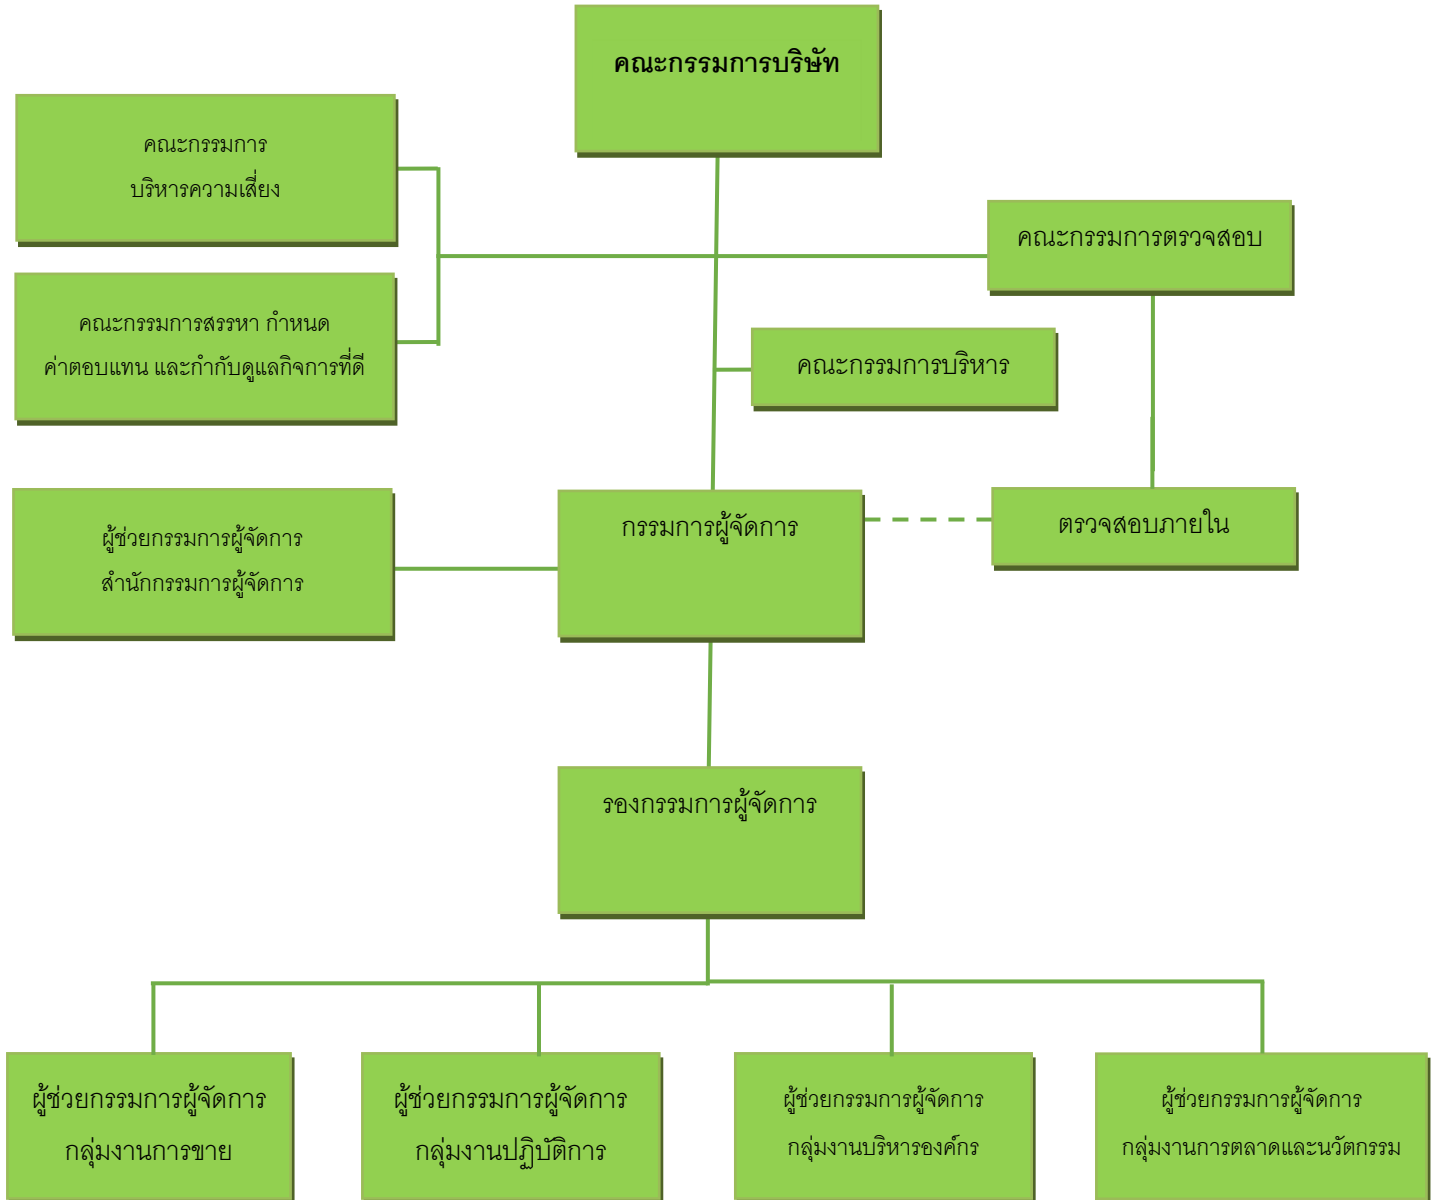 คณะกรรมการบริษัท
คณะกรรมการ
บริหารความเสี่ยง
คณะกรรมการตรวจสอบ
คณะกรรมการสรรหา กำหนด
ค่าตอบแทน และกำกับดูแลกิจการที่ดี
คณะกรรมการบริหาร
กรรมการผู้จัดการ
ตรวจสอบภายใน
ผู้ช่วยกรรมการผู้จัดการ
สำนักกรรมการผู้จัดการ
รองกรรมการผู้จัดการ
ผู้ช่วยกรรมการผู้จัดการ
กลุ่มงานการขาย
ผู้ช่วยกรรมการผู้จัดการ
กลุ่มงานปฏิบัติการ
ผู้ช่วยกรรมการผู้จัดการ
กลุ่มงานบริหารองค์กร
ผู้ช่วยกรรมการผู้จัดการ
กลุ่มงานการตลาดและนวัตกรรม